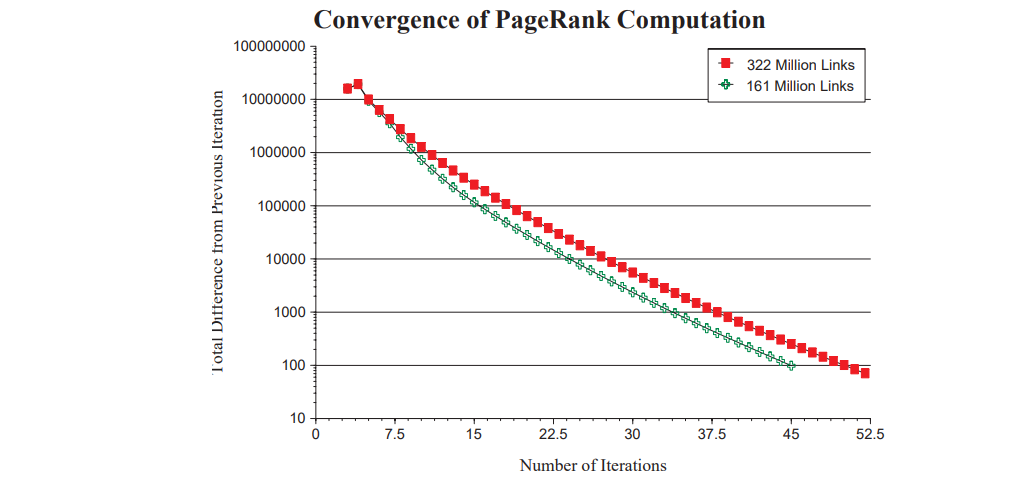 Convergence of PageRank Computation
100000000
10000000
1000000
100000
10000
1000
100
10
0 7.5 15 22.5 30 37.5 45 52.5
322 Million Links
161 Million Links
Total Difference from Previous Iteration
Number of Iterations